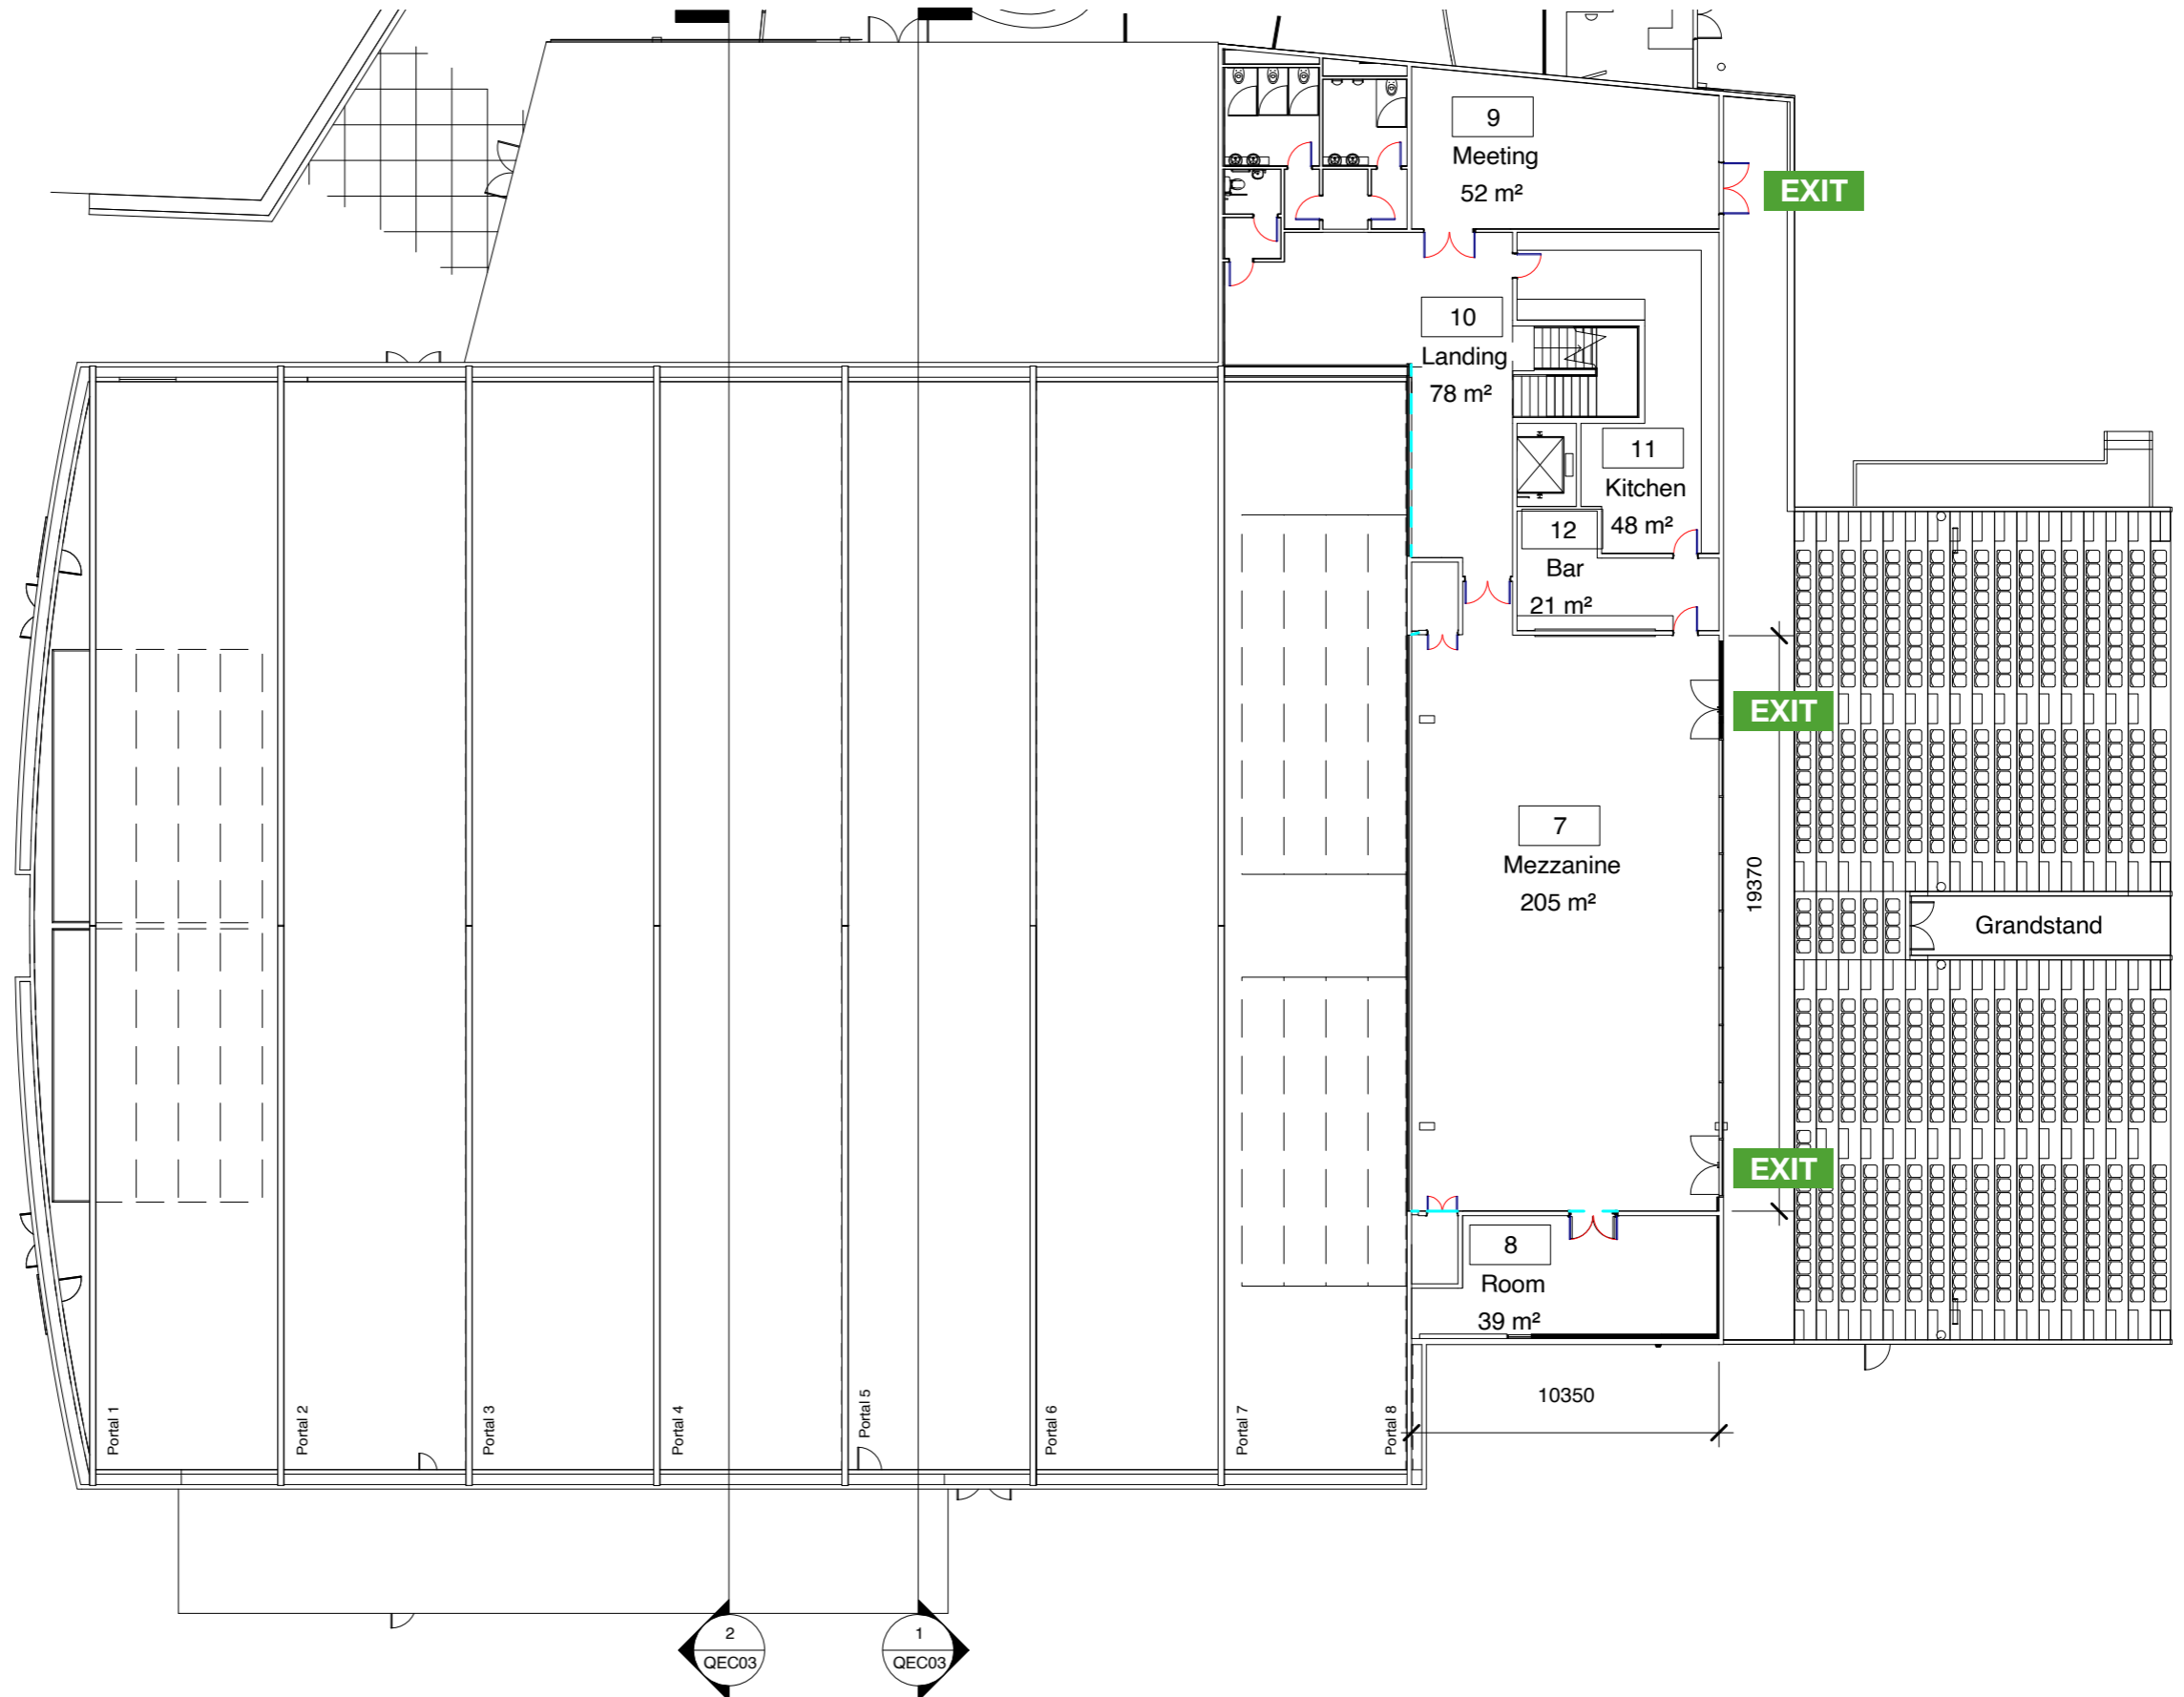 9
Meeting
52 m²
EXIT
10
Landing
78 m²
11
Kitchen
48 m²
12
Bar
21 m²
EXIT
7
Mezzanine
205 m²
19370
Grandstand
EXIT
8
Room
39 m²
10350
Portal 1
Portal 2
Portal 3
Portal 4
Portal 5
Portal 6
Portal 7
Portal 8
2
QEC03
1
QEC03